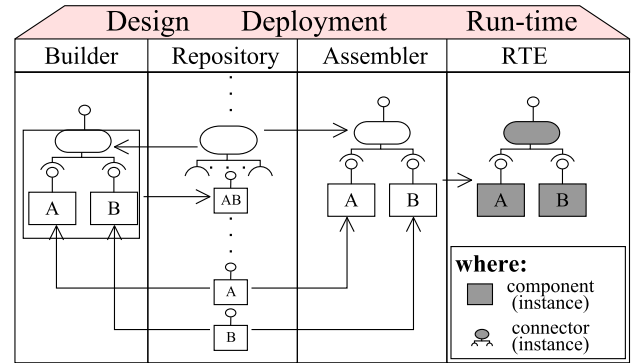 Design Deployment Run-time
Builder Repository Assembler RTE
A B
AB
A B
A B
A
B
where:
component
(instance)
connector
(instance)